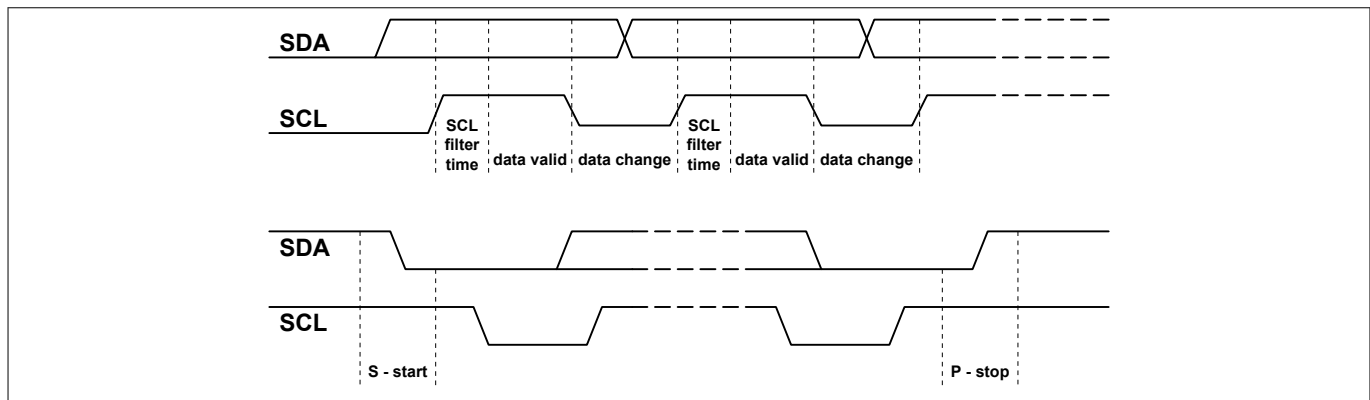 SDA
SCL
SCL
filter
time
data valid
data change
SCL
filter
time
data valid
data change
SDA
SCL
S - start
P - stop